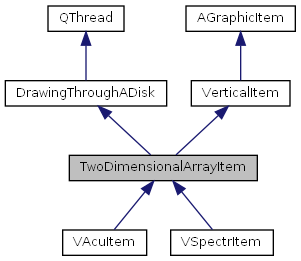 QThread
AGraphicItem
DrawingThroughADisk
VerticalItem
TwoDimensionalArrayItem
VAcuItem
VSpectrItem